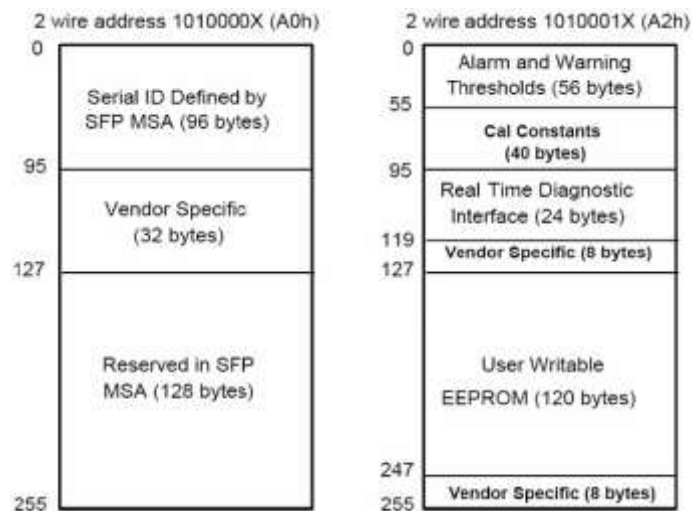 2 wire address 1010000X (A0h)
0
Serial ID Defined by
SFP MSA (96 bytes)
95
Vendor Specific
(32 bytes)
127
Reserved in SFP
MSA (128 bytes)
255
2 wire address 1010001X (A2h)
0
Alarm and Warning
Thresholds (56 bytes)
55
Cal Constants
(40 bytes)
95
Real Time Diagnostic
Interface (24 bytes)
119
Vendor Specific (8 bytes)
127
User Writable
EEPROM (120 bytes)
247
Vendor Specific (8 bytes)
255